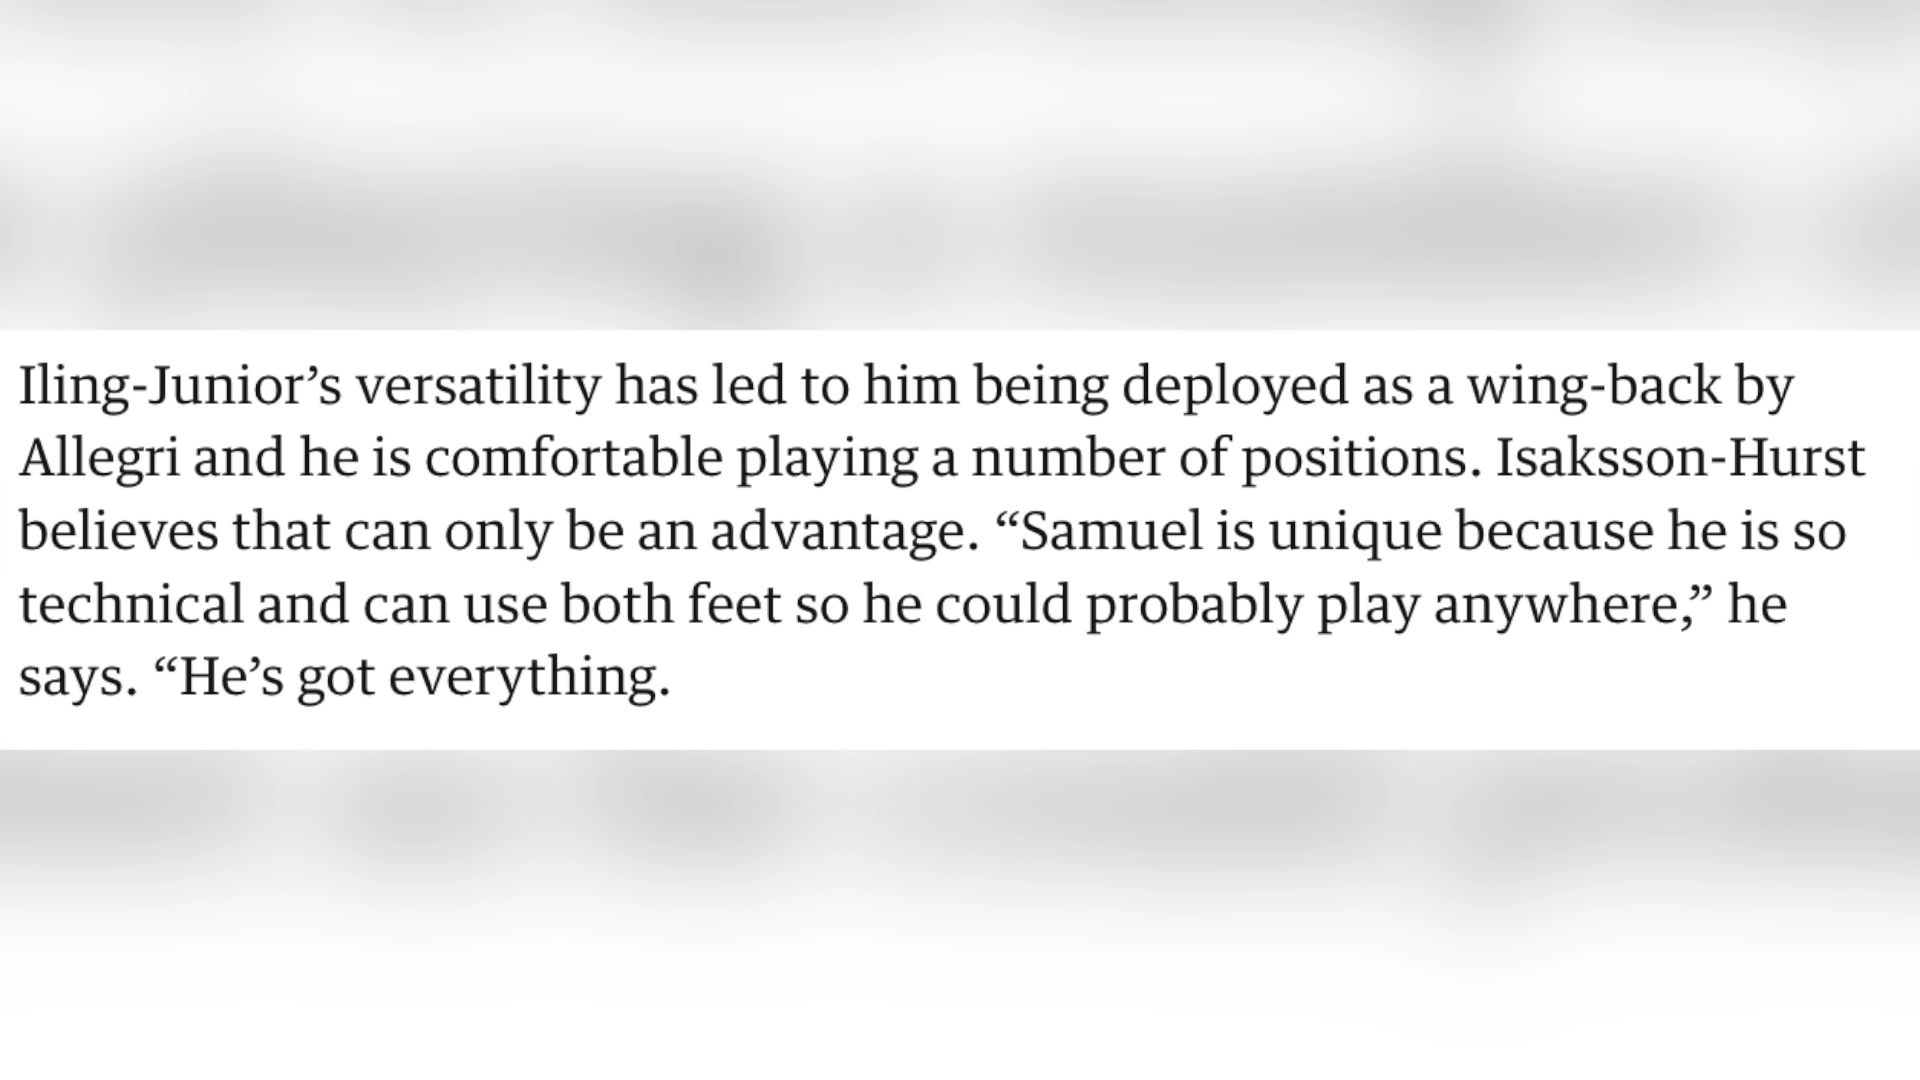 Iling-Junior’s versatility has led to him being deployed as a wing-back by
Allegri and he is comfortable playing a number of positions. Isaksson-Hurst
believes that can only be an advantage. “Samuel is unique because he is so
technical and can use both feet so he could probably play anywhere,” he
says. “He’s got everything.